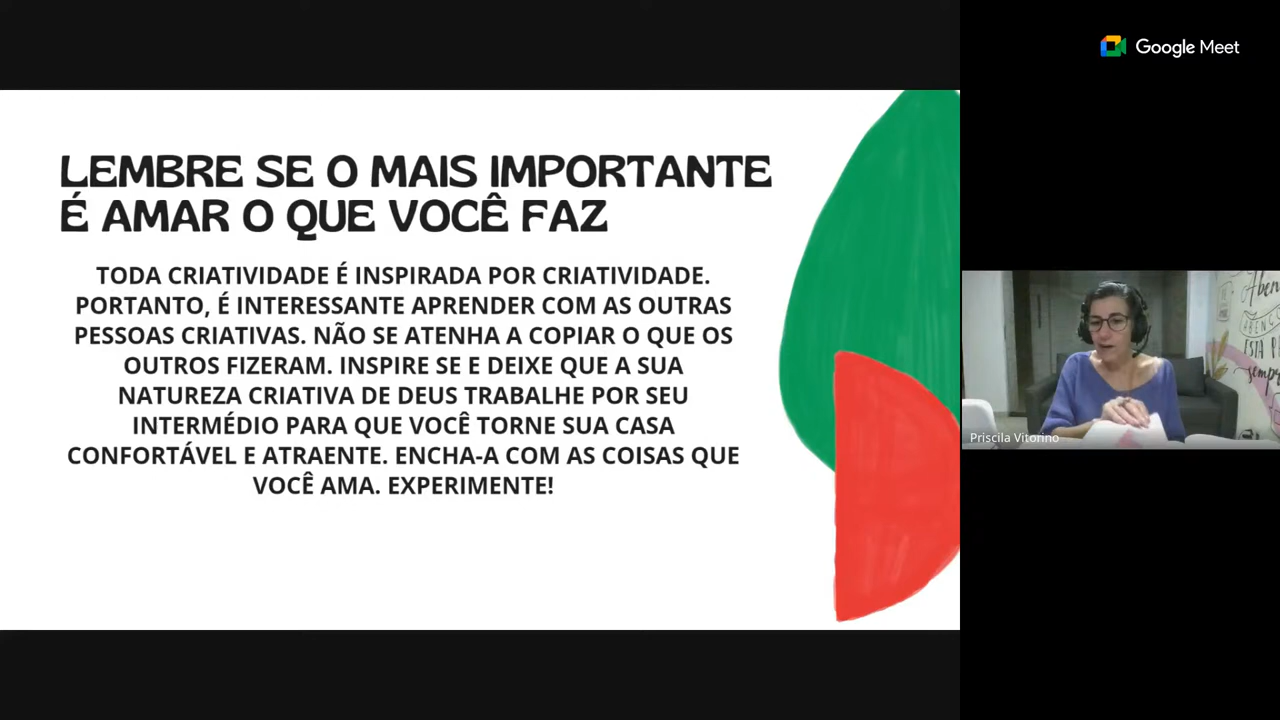 LEMBRE SE O MAIS IMPORTANTE
É AMAR O QUE VOCÊ FAZ
TODA CRIATIVIDADE É INSPIRADA POR CRIATIVIDADE.
PORTANTO, É INTERESSANTE APRENDER COM AS OUTRAS
PESSOAS CRIATIVAS. NÃO SE ATENHA A COPIAR O QUE OS
OUTROS FIZERAM. INSPIRE SE E DEIXE QUE A SUA
NATUREZA CRIATIVA DE DEUS TRABALHE POR SEU
INTERMÉDIO PARA QUE VOCÊ TORNE SUA CASA
CONFORTÁVEL E ATRAENTE. ENCHA-A COM AS COISAS QUE
VOCÊ AMA. EXPERIMENTE!
Google Meet
Priscila Vitorino